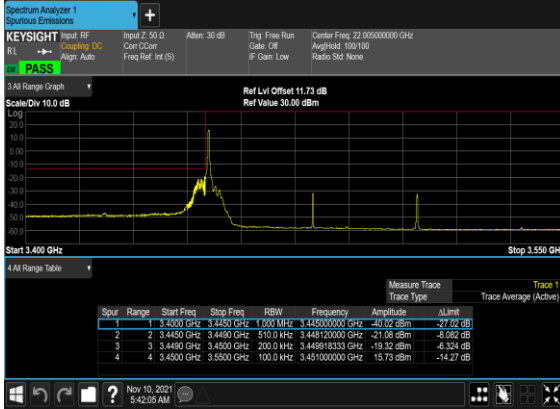 Spectrum Analyzer 1
Spurious Emissions
+
KEYSIGHT Input: RF Input Z: 50 Ω Atten: 30 dB Trig: Free Run Center Freq: 22.005000000 GHz
RL Coupling: DC Corr CCorr Gate: Off Avg|Hold: 100/100
Align: Auto Freq Ref: Int (S) IF Gain: Low Radio Std: None
PASS
3 All Range Graph Ref Lvl Offset 11.73 dB
Scale/Div 10.0 dB Ref Value 30.00 dBm
Log
20.0
10.0
0.00
-10.0
-20.0
-30.0
-40.0
-50.0
-60.0
Start 3.400 GHz Stop 3.550 GH
4 All Range Table
Measure Trace Trace 1
Trace Type Trace Average (Active)
Spur Range Start Freq Stop Freq RBW Frequency Amplitude ΔLimit
1 1 3.4000 GHz 3.4450 GHz 1.000 MHz 3.445000000 GHz -40.02 dBm -27.02 dB
2 2 3.4450 GHz 3.4490 GHz 510.0 kHz 3.448120000 GHz -21.08 dBm -8.082 dB
3 3 3.4490 GHz 3.4500 GHz 200.0 kHz 3.449918333 GHz -19.32 dBm -6.324 dB
4 4 3.4500 GHz 3.5500 GHz 100.0 kHz 3.451000000 GHz 15.73 dBm -14.27 dB
?
Nov 10, 2021
5:42:05 AM